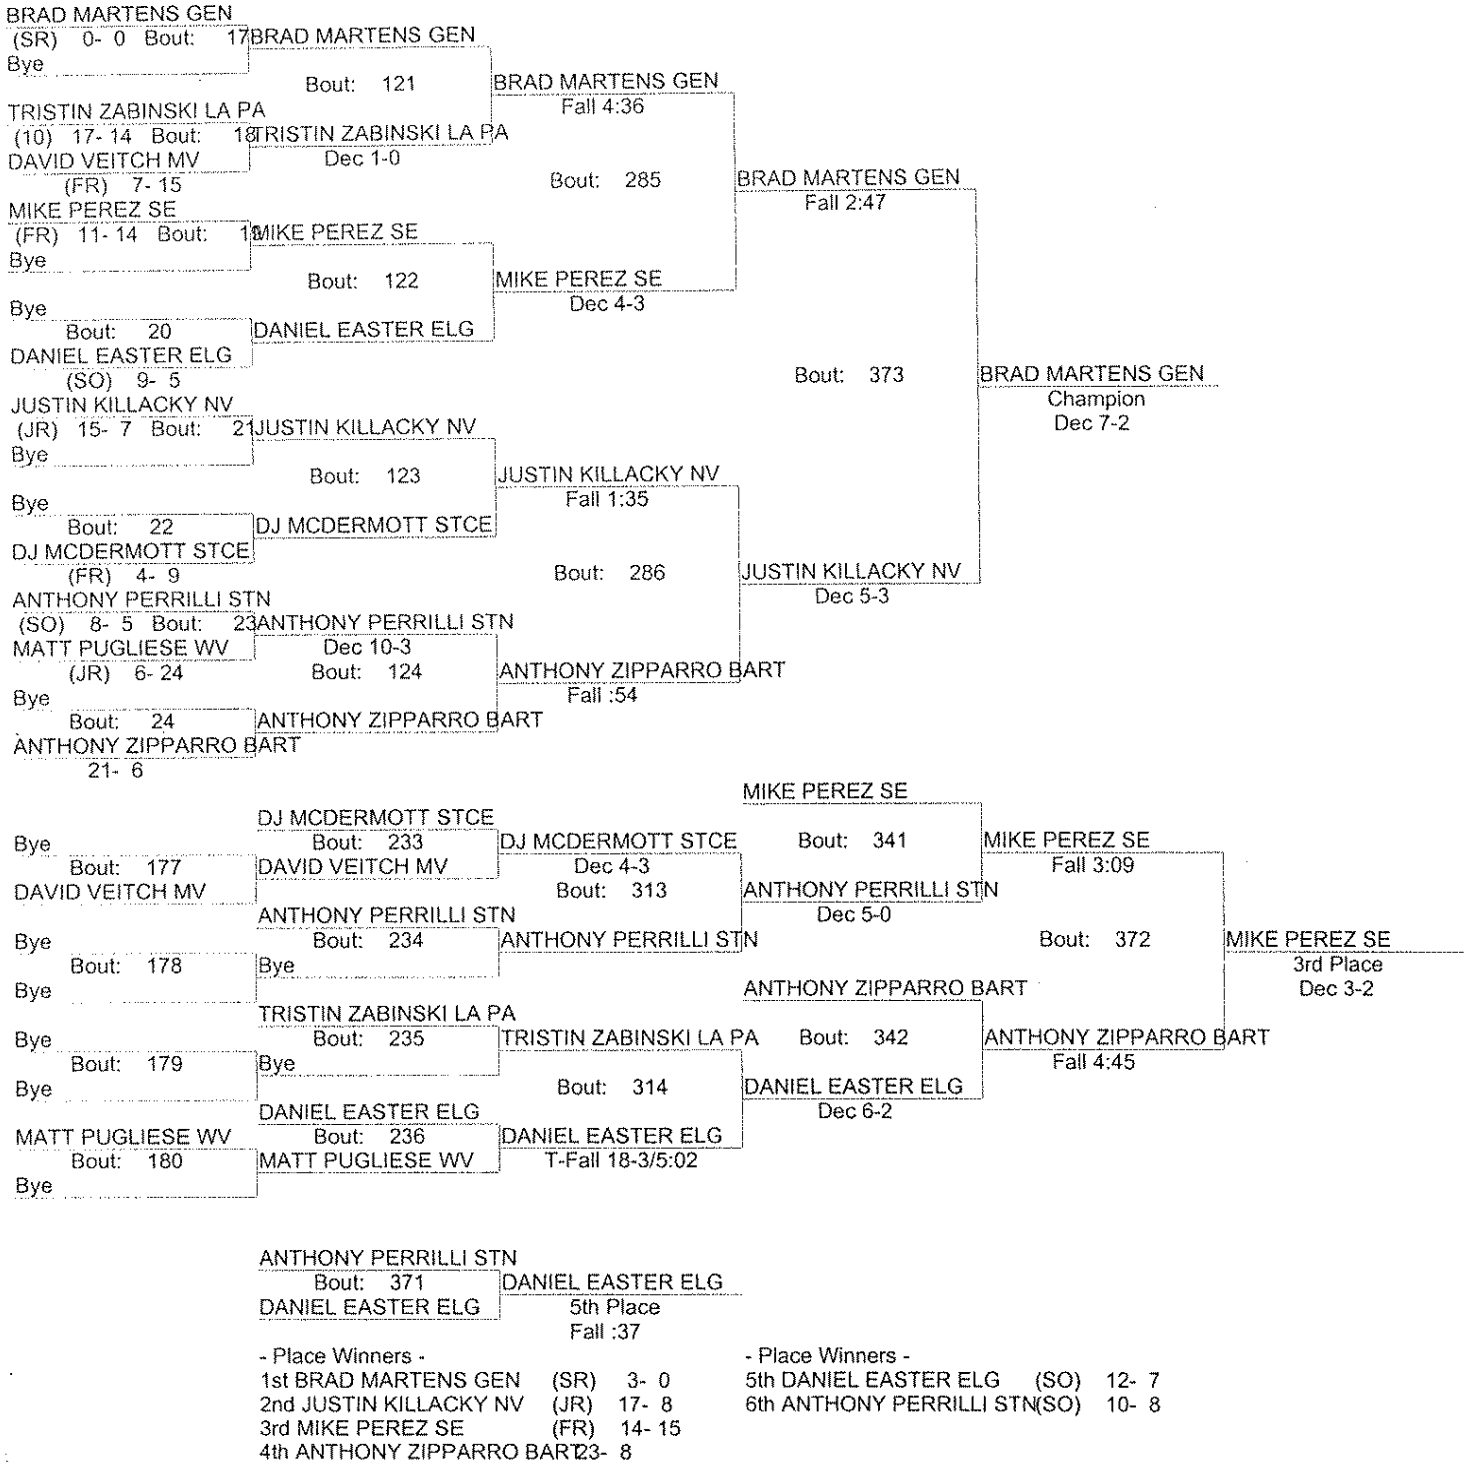 BRAD MARTENS GEN
(SR) 0- 0 Bout: 17 BRAD MARTENS GEN
Bye
Bout: 121 BRAD MARTENS GEN
TRISTIN ZABINSKI LA PA Fall 4:36
(10) 17- 14 Bout: 18 TRISTIN ZABINSKI LA PA
DAVID VEITCH MV Dec 1-0
(FR) 7- 15 Bout: 285 BRAD MARTENS GEN
MIKE PEREZ SE Fall 2:47
(FR) 11- 14 Bout: MIKE PEREZ SE
Bye
Bout: 122 MIKE PEREZ SE
Bye Dec 4-3
Bout: 20 DANIEL EASTER ELG
DANIEL EASTER ELG
(SO) 9- 5 Bout: 373 BRAD MARTENS GEN
JUSTIN KILLACKY NV Champion
(JR) 15- 7 Bout: 21 JUSTIN KILLACKY NV Dec 7-2
Bye
Bout: 123 JUSTIN KILLACKY NV
Bye Fall 1:35
Bout: 22 DJ MCDERMOTT STCE
DJ MCDERMOTT STCE
(FR) 4- 9 Bout: 286 JUSTIN KILLACKY NV
ANTHONY PERRILLI STN Dec 5-3
(SO) 8- 5 Bout: 23 ANTHONY PERRILLI STN
MATT PUGLIESE WV Dec 10-3
(JR) 6- 24 Bout: 124 ANTHONY ZIPPARRO BART
Bye Fall :54
Bout: 24 ANTHONY ZIPPARRO BART
ANTHONY ZIPPARRO BART
21- 6
MIKE PEREZ SE
DJ MCDERMOTT STCE
Bye Bout: 233 DJ MCDERMOTT STCE Bout: 341 MIKE PEREZ SE
Bout: 177 DAVID VEITCH MV Dec 4-3 Fall 3:09
DAVID VEITCH MV Bout: 313 ANTHONY PERRILLI STN
ANTHONY PERRILLI STN Dec 5-0
Bye Bout: 234 ANTHONY PERRILLI STN Bout: 372 MIKE PEREZ SE
Bout: 178 Bye 3rd Place
Bye ANTHONY ZIPPARRO BART Dec 3-2
TRISTIN ZABINSKI LA PA
Bye Bout: 235 TRISTIN ZABINSKI LA PA Bout: 342 ANTHONY ZIPPARRO BART
Bout: 179 Bye Fall 4:45
Bye Bout: 314 DANIEL EASTER ELG
DANIEL EASTER ELG Dec 6-2
MATT PUGLIESE WV Bout: 236 DANIEL EASTER ELG
Bout: 180 MATT PUGLIESE WV T-Fall 18-3/5:02
Bye
ANTHONY PERRILLI STN
Bout: 371 DANIEL EASTER ELG
DANIEL EASTER ELG 5th Place
Fall :37
- Place Winners - - Place Winners -
1st BRAD MARTENS GEN (SR) 3- 0 5th DANIEL EASTER ELG (SO) 12- 7
2nd JUSTIN KILLACKY NV (JR) 17- 8 6th ANTHONY PERRILLI STN(SO) 10- 8
3rd MIKE PEREZ SE (FR) 14- 15
4th ANTHONY ZIPPARRO BART 23- 8